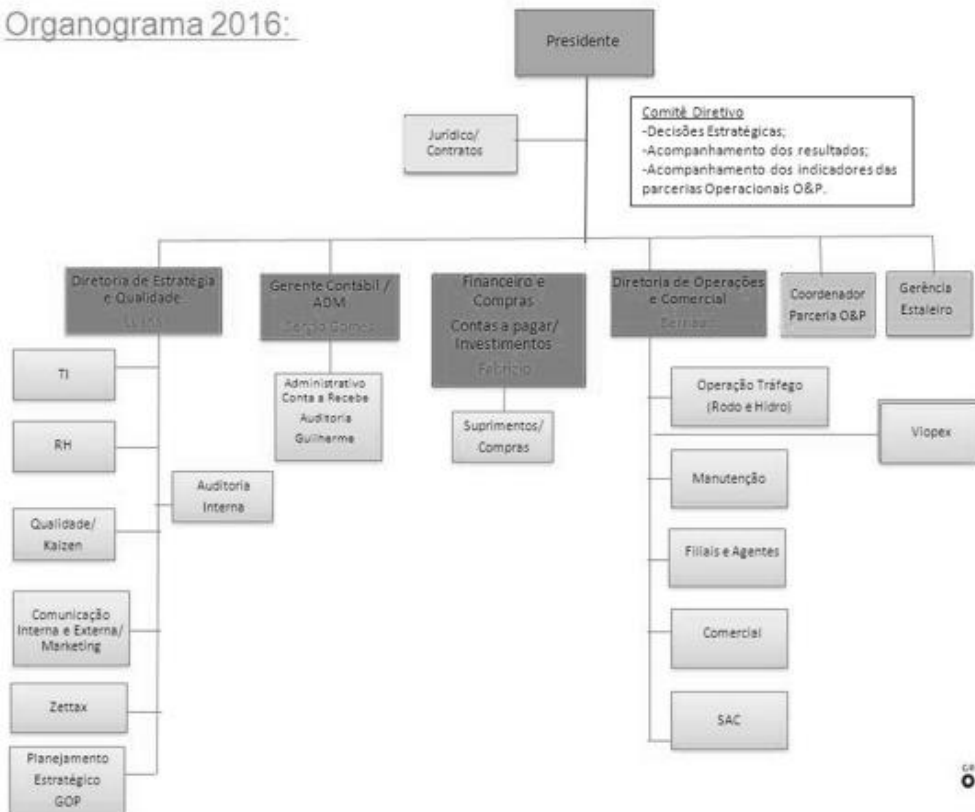 Organograma 2016:
Presidente
Jurídico/
Contratos
Comitê Diretivo
-Decisões Estratégicas;
-Acompanhamento dos resultados;
-Acompanhamento dos indicadores das
parcerias Operacionais O&P.
Diretoria de Estratégia
e Qualidade
Gerente Contábil /
ADM
Sergio Gomes
Financeiro e
Compras
Contas a pagar/
Investimentos
Fabrizio
Diretoria de Operações
e Comercial
Coordenador
Parceria O&P
Gerência
Estaleiro
TI
RH
Qualidade/
Kaizen
Comunicação
Interna e Externa/
Marketing
Zettax
Planejamento
Estratégico
GOP
Auditoria
Interna
Administrativo
Conta a Recebe
Auditoria
Guilherme
Suprimentos/
Compras
Operação Tráfego
(Rodo e Hidro)
Viopex
Manutenção
Filiais e Agentes
Comercial
SAC